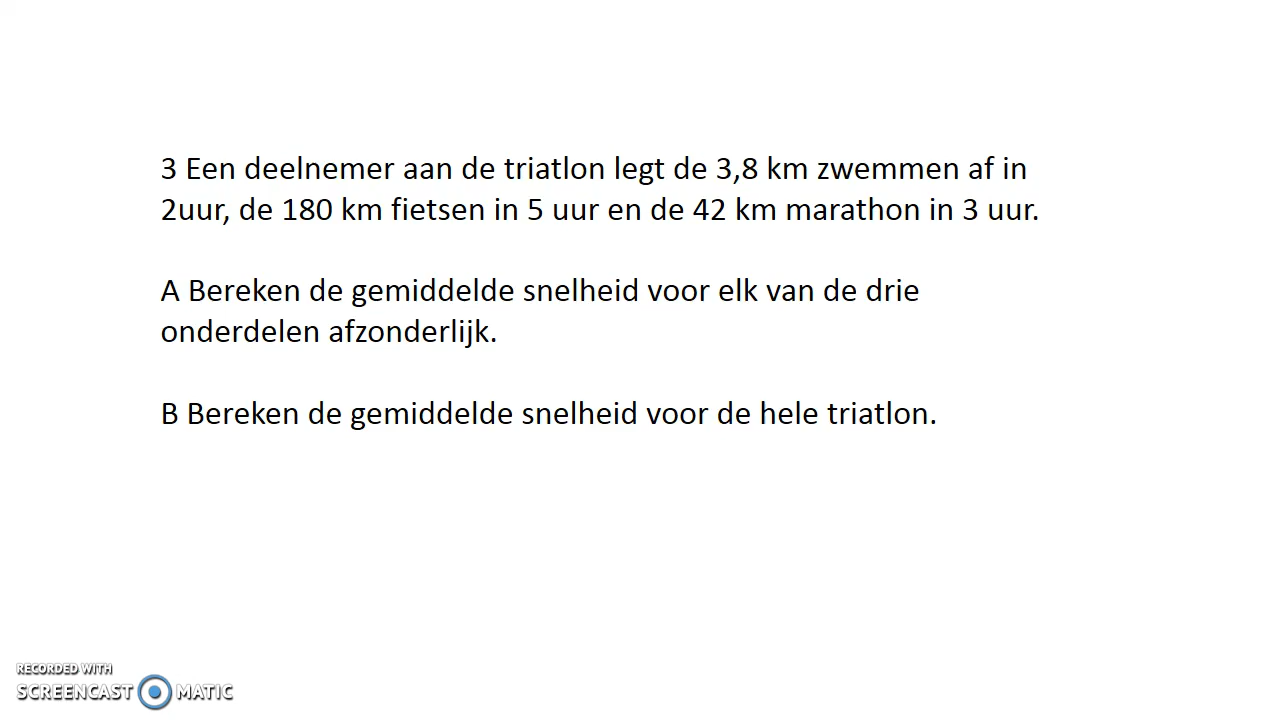 3 Een deelnemer aan de triatlon legt de 3,8 km zwemmen af in
2uur, de 180 km fietsen in 5 uur en de 42 km marathon in 3 uur.
A Bereken de gemiddelde snelheid voor elk van de drie
onderdelen afzonderlijk.
B Bereken de gemiddelde snelheid voor de hele triatlon.
RECORDED WITH
SCREENCAST MATIC